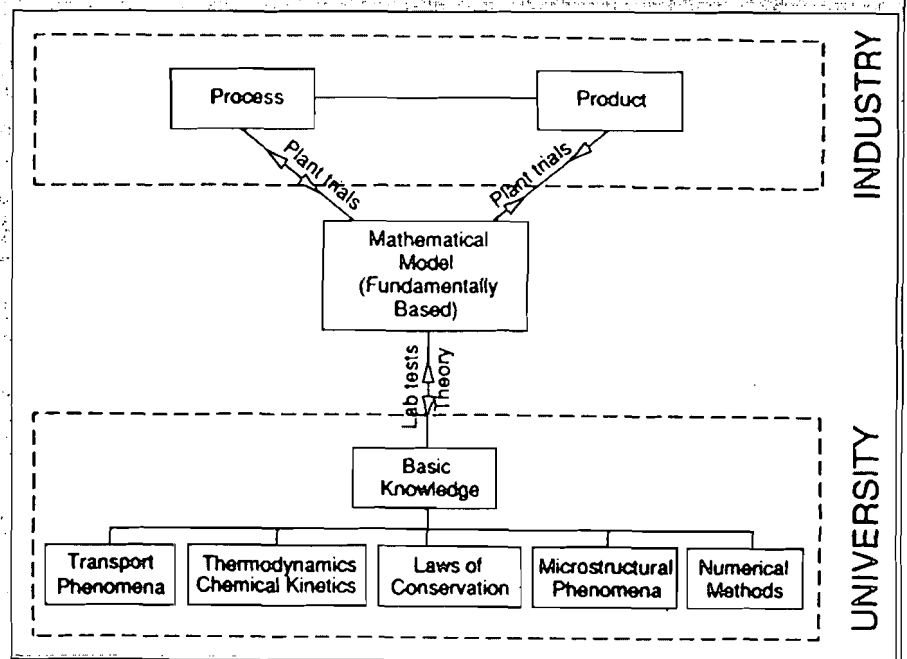 INDUSTRY
Process
Product
Plant trials
Plant trials
Mathematical
Model
(Fundamentally
Based)
Lab tests
Theory
UNIVERSITY
Basic
Knowledge
Transport
Phenomena
Thermodynamics
Chemical Kinetics
Laws of
Conservation
Microstructural
Phenomena
Numerical
Methods